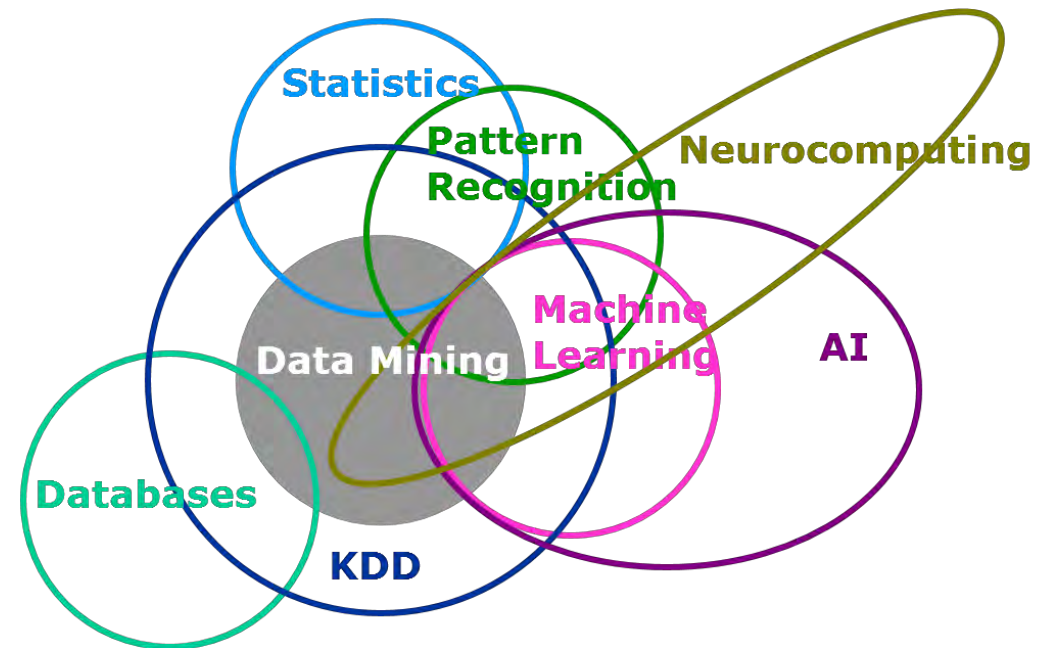 Statistics
Pattern
Recognition
Neurocomputing
Machine
Learning
AI
Data Mining
Databases
KDD